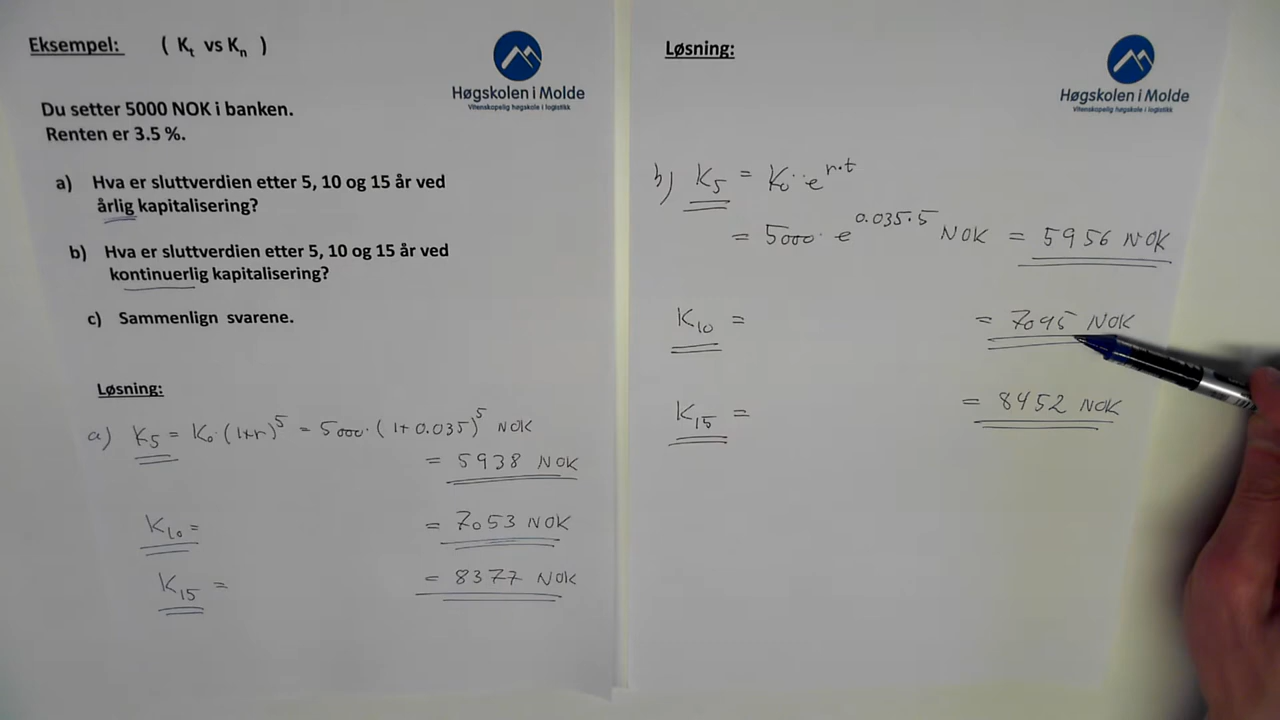 Eksempel: ( Kt vs Kn )
Høgskolen i Molde
Vitenskapelig høgskole i logistikk
Du setter 5000 NOK i banken.
Renten er 3.5 %.
a) Hva er sluttverdien etter 5, 10 og 15 år ved
årlig kapitalisering?
b) Hva er sluttverdien etter 5, 10 og 15 år ved
kontinuerlig kapitalisering?
c) Sammenlign svarene.
Løsning:
a) K5 = K0·(1+r)^5 = 5000·(1+0.035)^5 NOK
= 5938 NOK
K10 = = 7053 NOK
K15 = = 8377 NOK
Løsning:
Høgskolen i Molde
Vitenskapelig høgskole i logistikk
b) K5 = K0·e^r·t
= 5000·e^0.035·5 NOK = 5956 NOK
K10 = = 7095 NOK
K15 = = 8452 NOK